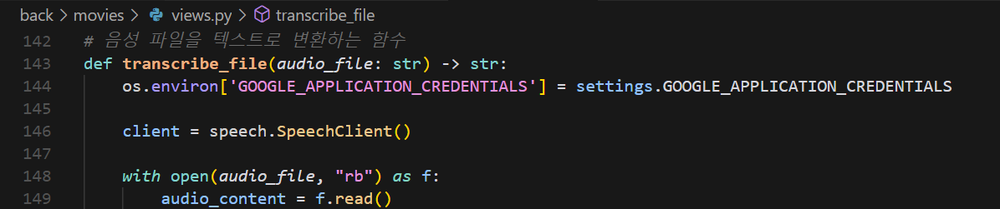 back > movies > views.py > transcribe_file
142 # 음성 파일을 텍스트로 변환하는 함수
143 def transcribe_file(audio_file: str) -> str:
144 os.environ['GOOGLE_APPLICATION_CREDENTIALS'] = settings.GOOGLE_APPLICATION_CREDENTIALS
145
146 client = speech.SpeechClient()
147
148 with open(audio_file, "rb") as f:
149 audio_content = f.read()